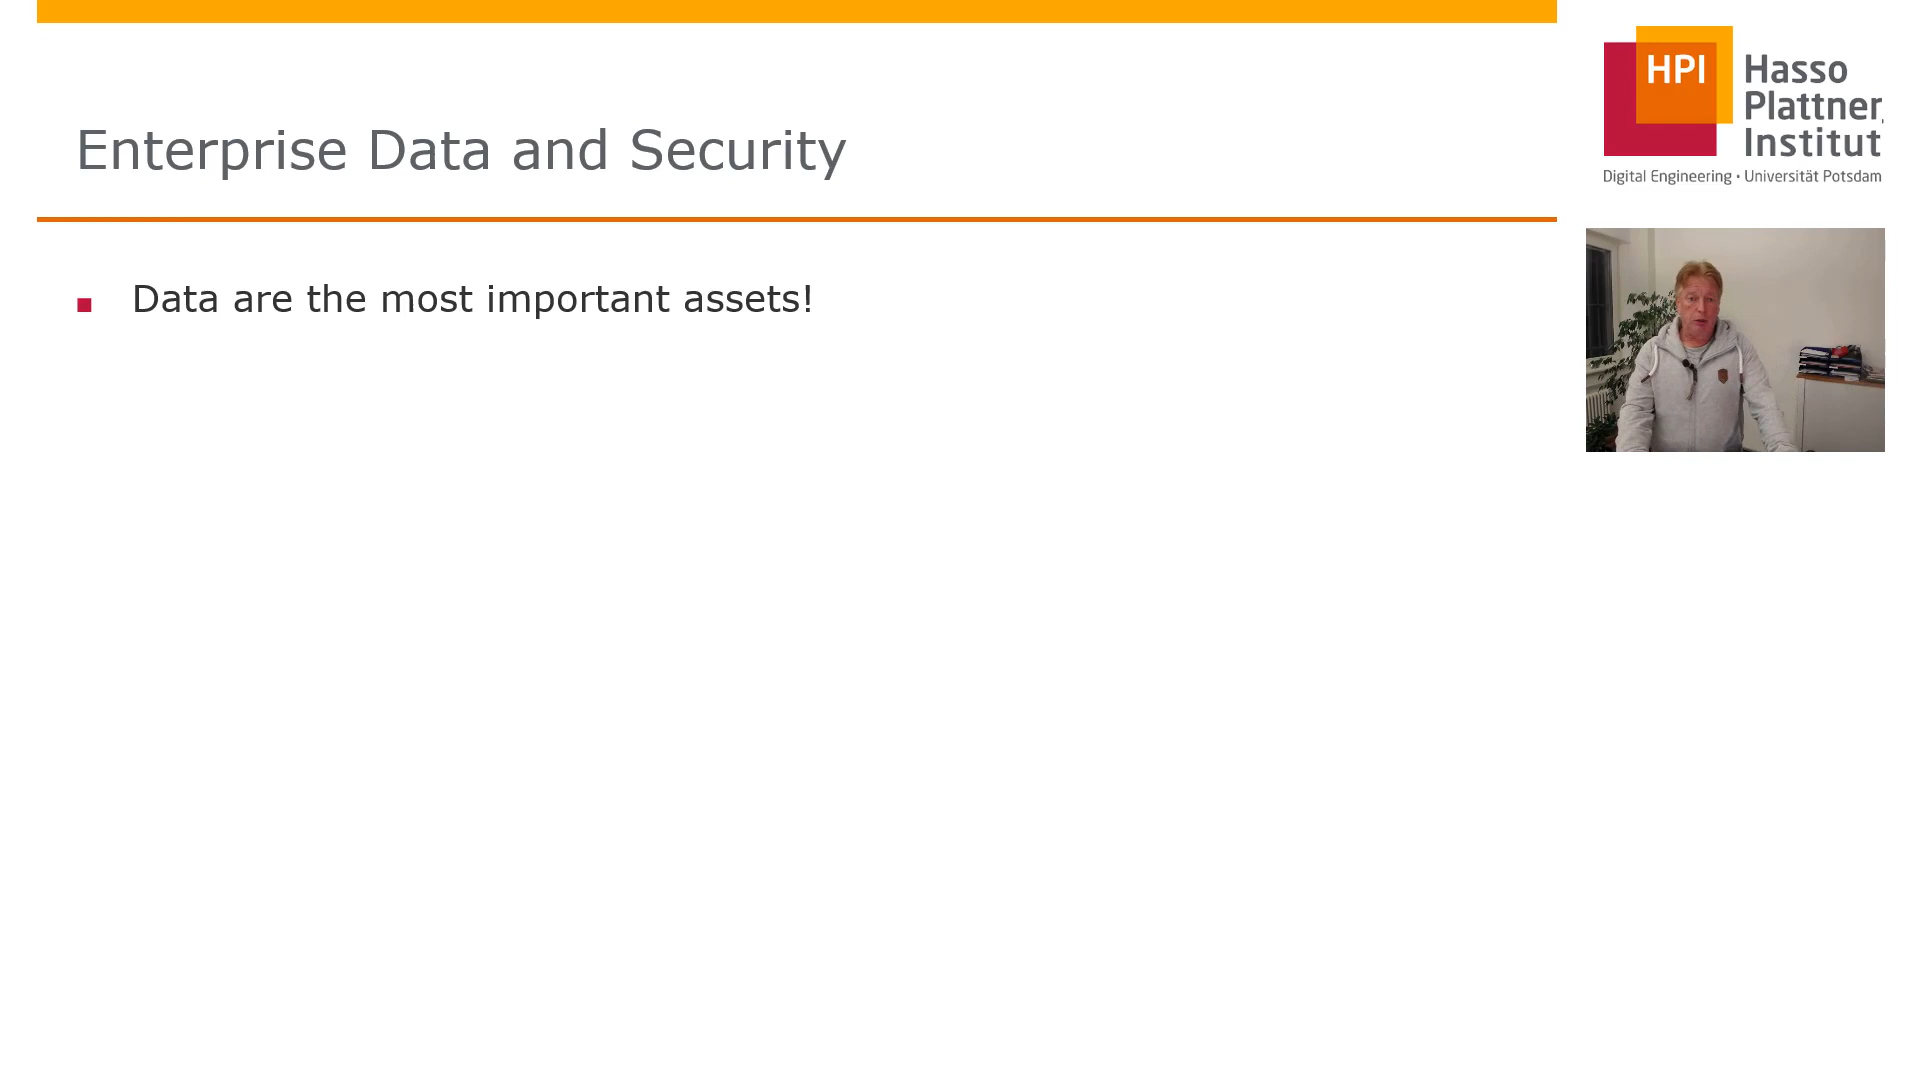 Enterprise Data and Security
HPI
Hasso
Plattner
Institut
Digital Engineering • Universität Potsdam
Data are the most important assets!